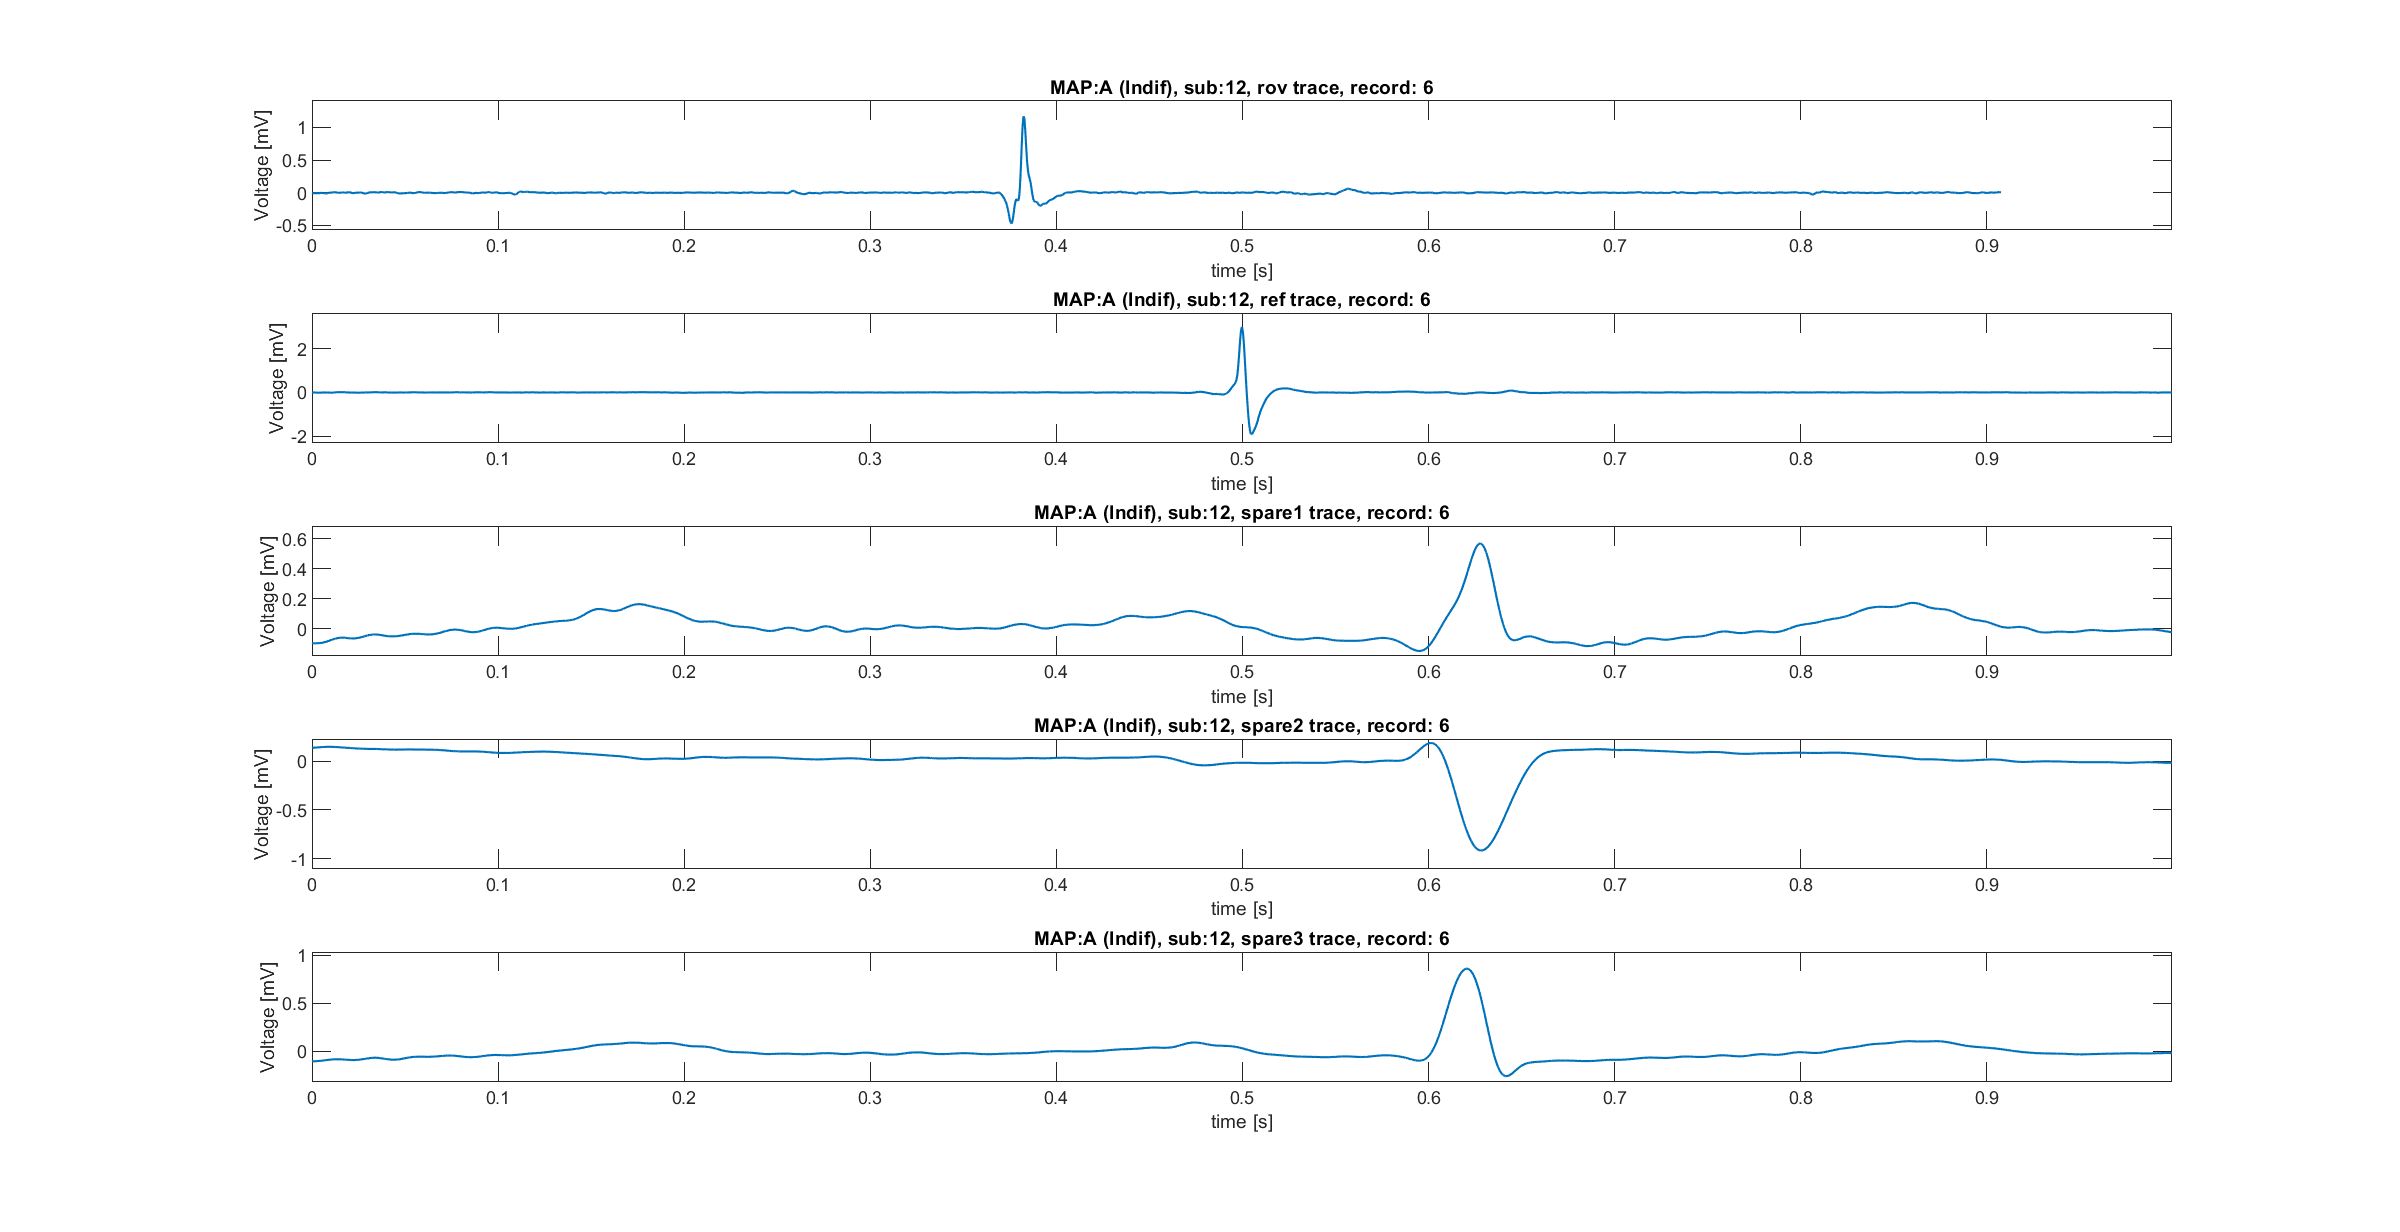 MAP:A (Indif), sub:12, rov trace, record: 6
Voltage [mV]
1
0.5
0
-0.5
0 0.1 0.2 0.3 0.4 0.5 0.6 0.7 0.8 0.9
time [s]
MAP:A (Indif), sub:12, ref trace, record: 6
Voltage [mV]
2
0
-2
0 0.1 0.2 0.3 0.4 0.5 0.6 0.7 0.8 0.9
time [s]
MAP:A (Indif), sub:12, spare1 trace, record: 6
Voltage [mV]
0.6
0.4
0.2
0
0 0.1 0.2 0.3 0.4 0.5 0.6 0.7 0.8 0.9
time [s]
MAP:A (Indif), sub:12, spare2 trace, record: 6
Voltage [mV]
0
-0.5
-1
0 0.1 0.2 0.3 0.4 0.5 0.6 0.7 0.8 0.9
time [s]
MAP:A (Indif), sub:12, spare3 trace, record: 6
Voltage [mV]
1
0.5
0
0 0.1 0.2 0.3 0.4 0.5 0.6 0.7 0.8 0.9
time [s]